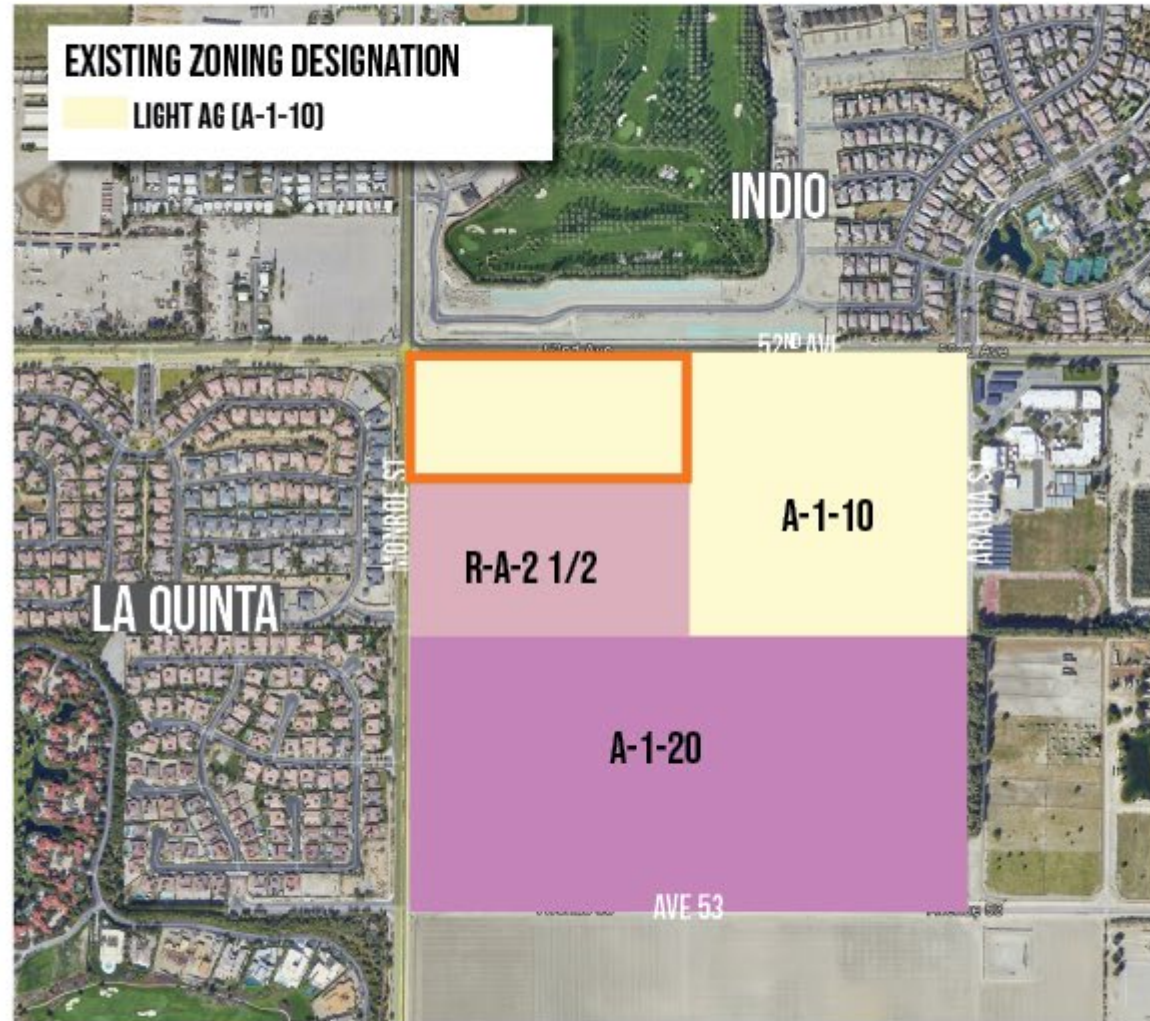 EXISTING ZONING DESIGNATION
LIGHT AG (A-1-10)
INDIO
52ND AVE
MONROE ST
ARABIA ST
A-1-10
R-A-2 1/2
LA QUINTA
A-1-20
AVE 53